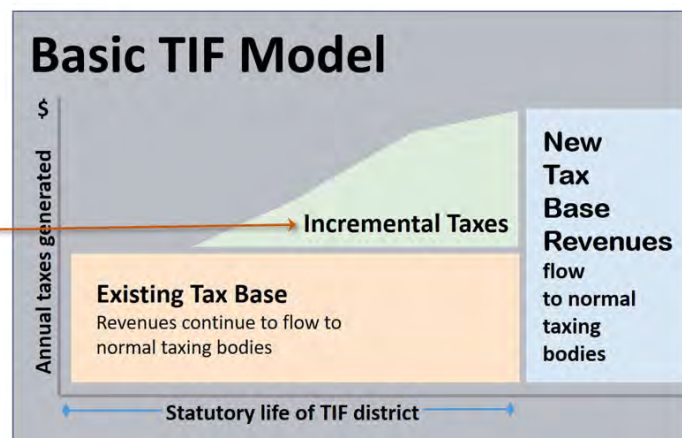 Basic TIF Model
$
Annual taxes generated
Incremental Taxes
Existing Tax Base
Revenues continue to flow to
normal taxing bodies
New
Tax
Base
Revenues
flow
to normal
taxing
bodies
Statutory life of TIF district